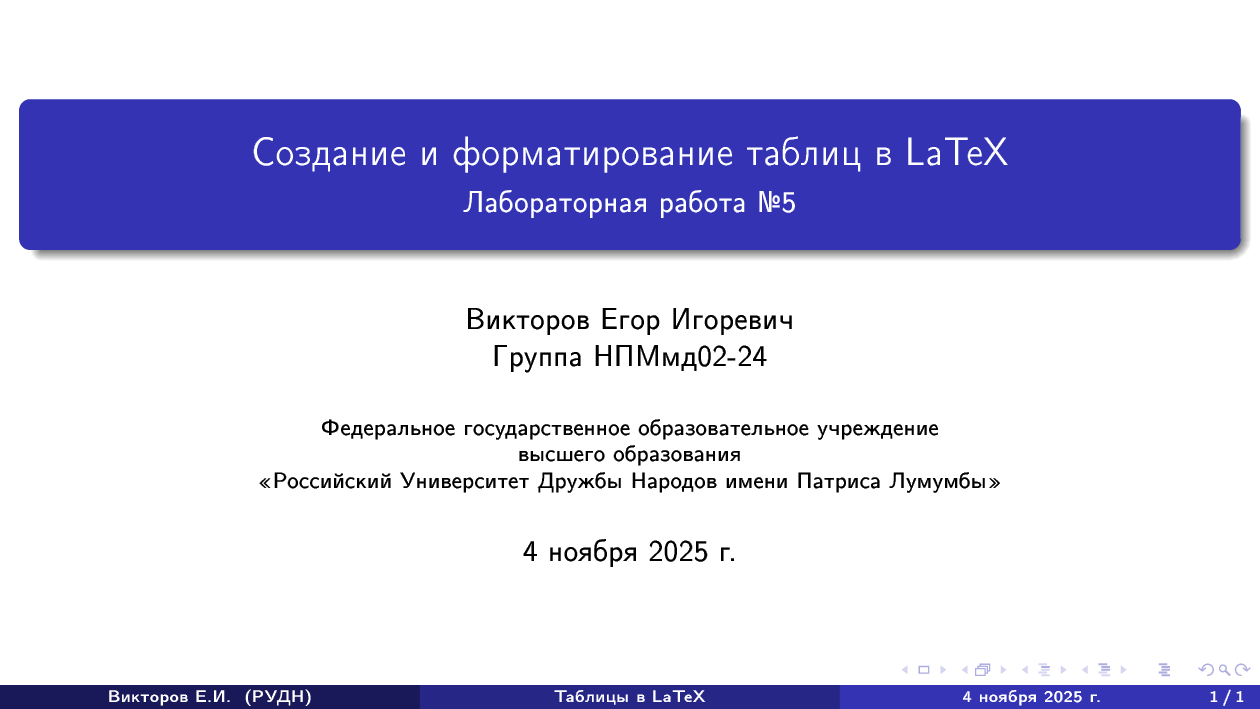 Создание и форматирование таблиц в LaTeX
Лабораторная работа №5
Викторов Егор Игоревич
Группа НПМмд02-24
Федеральное государственное образовательное учреждение
высшего образования
«Российский Университет Дружбы Народов имени Патриса Лумумбы»
4 ноября 2025 г.
Викторов Е.И. (РУДН) Таблицы в LaTeX 4 ноября 2025 г. 1 / 1